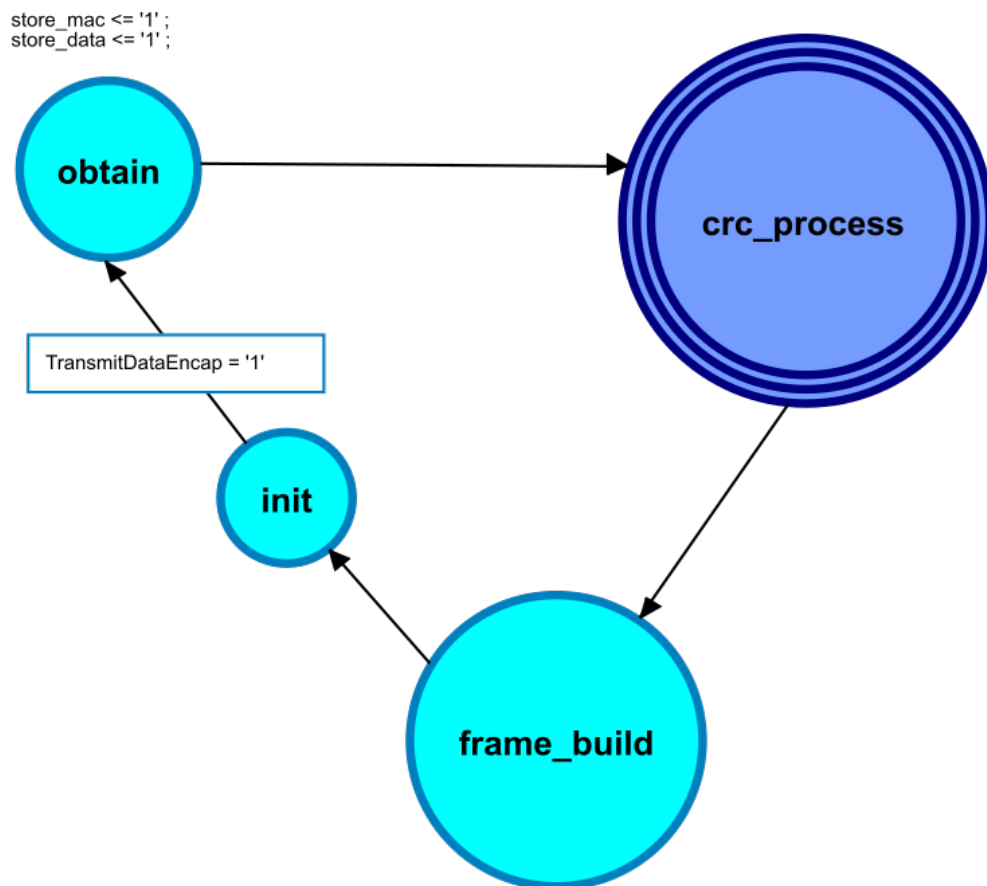 store_mac <= '1' ;
store_data <= '1' ;
obtain
crc_process
TransmitDataEncap = '1'
init
frame_build